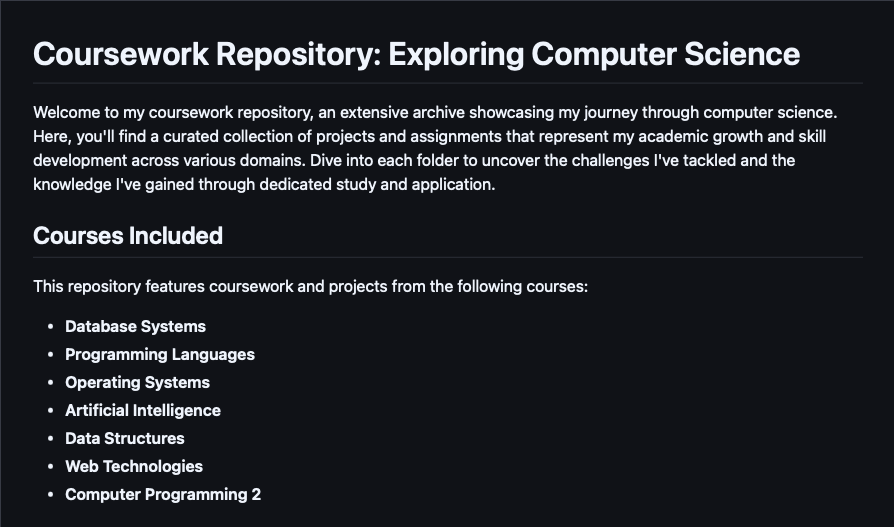 Coursework Repository: Exploring Computer Science
Welcome to my coursework repository, an extensive archive showcasing my journey through computer science.
Here, you'll find a curated collection of projects and assignments that represent my academic growth and skill
development across various domains. Dive into each folder to uncover the challenges I've tackled and the
knowledge I've gained through dedicated study and application.
Courses Included
This repository features coursework and projects from the following courses:
• Database Systems
• Programming Languages
• Operating Systems
• Artificial Intelligence
• Data Structures
• Web Technologies
• Computer Programming 2